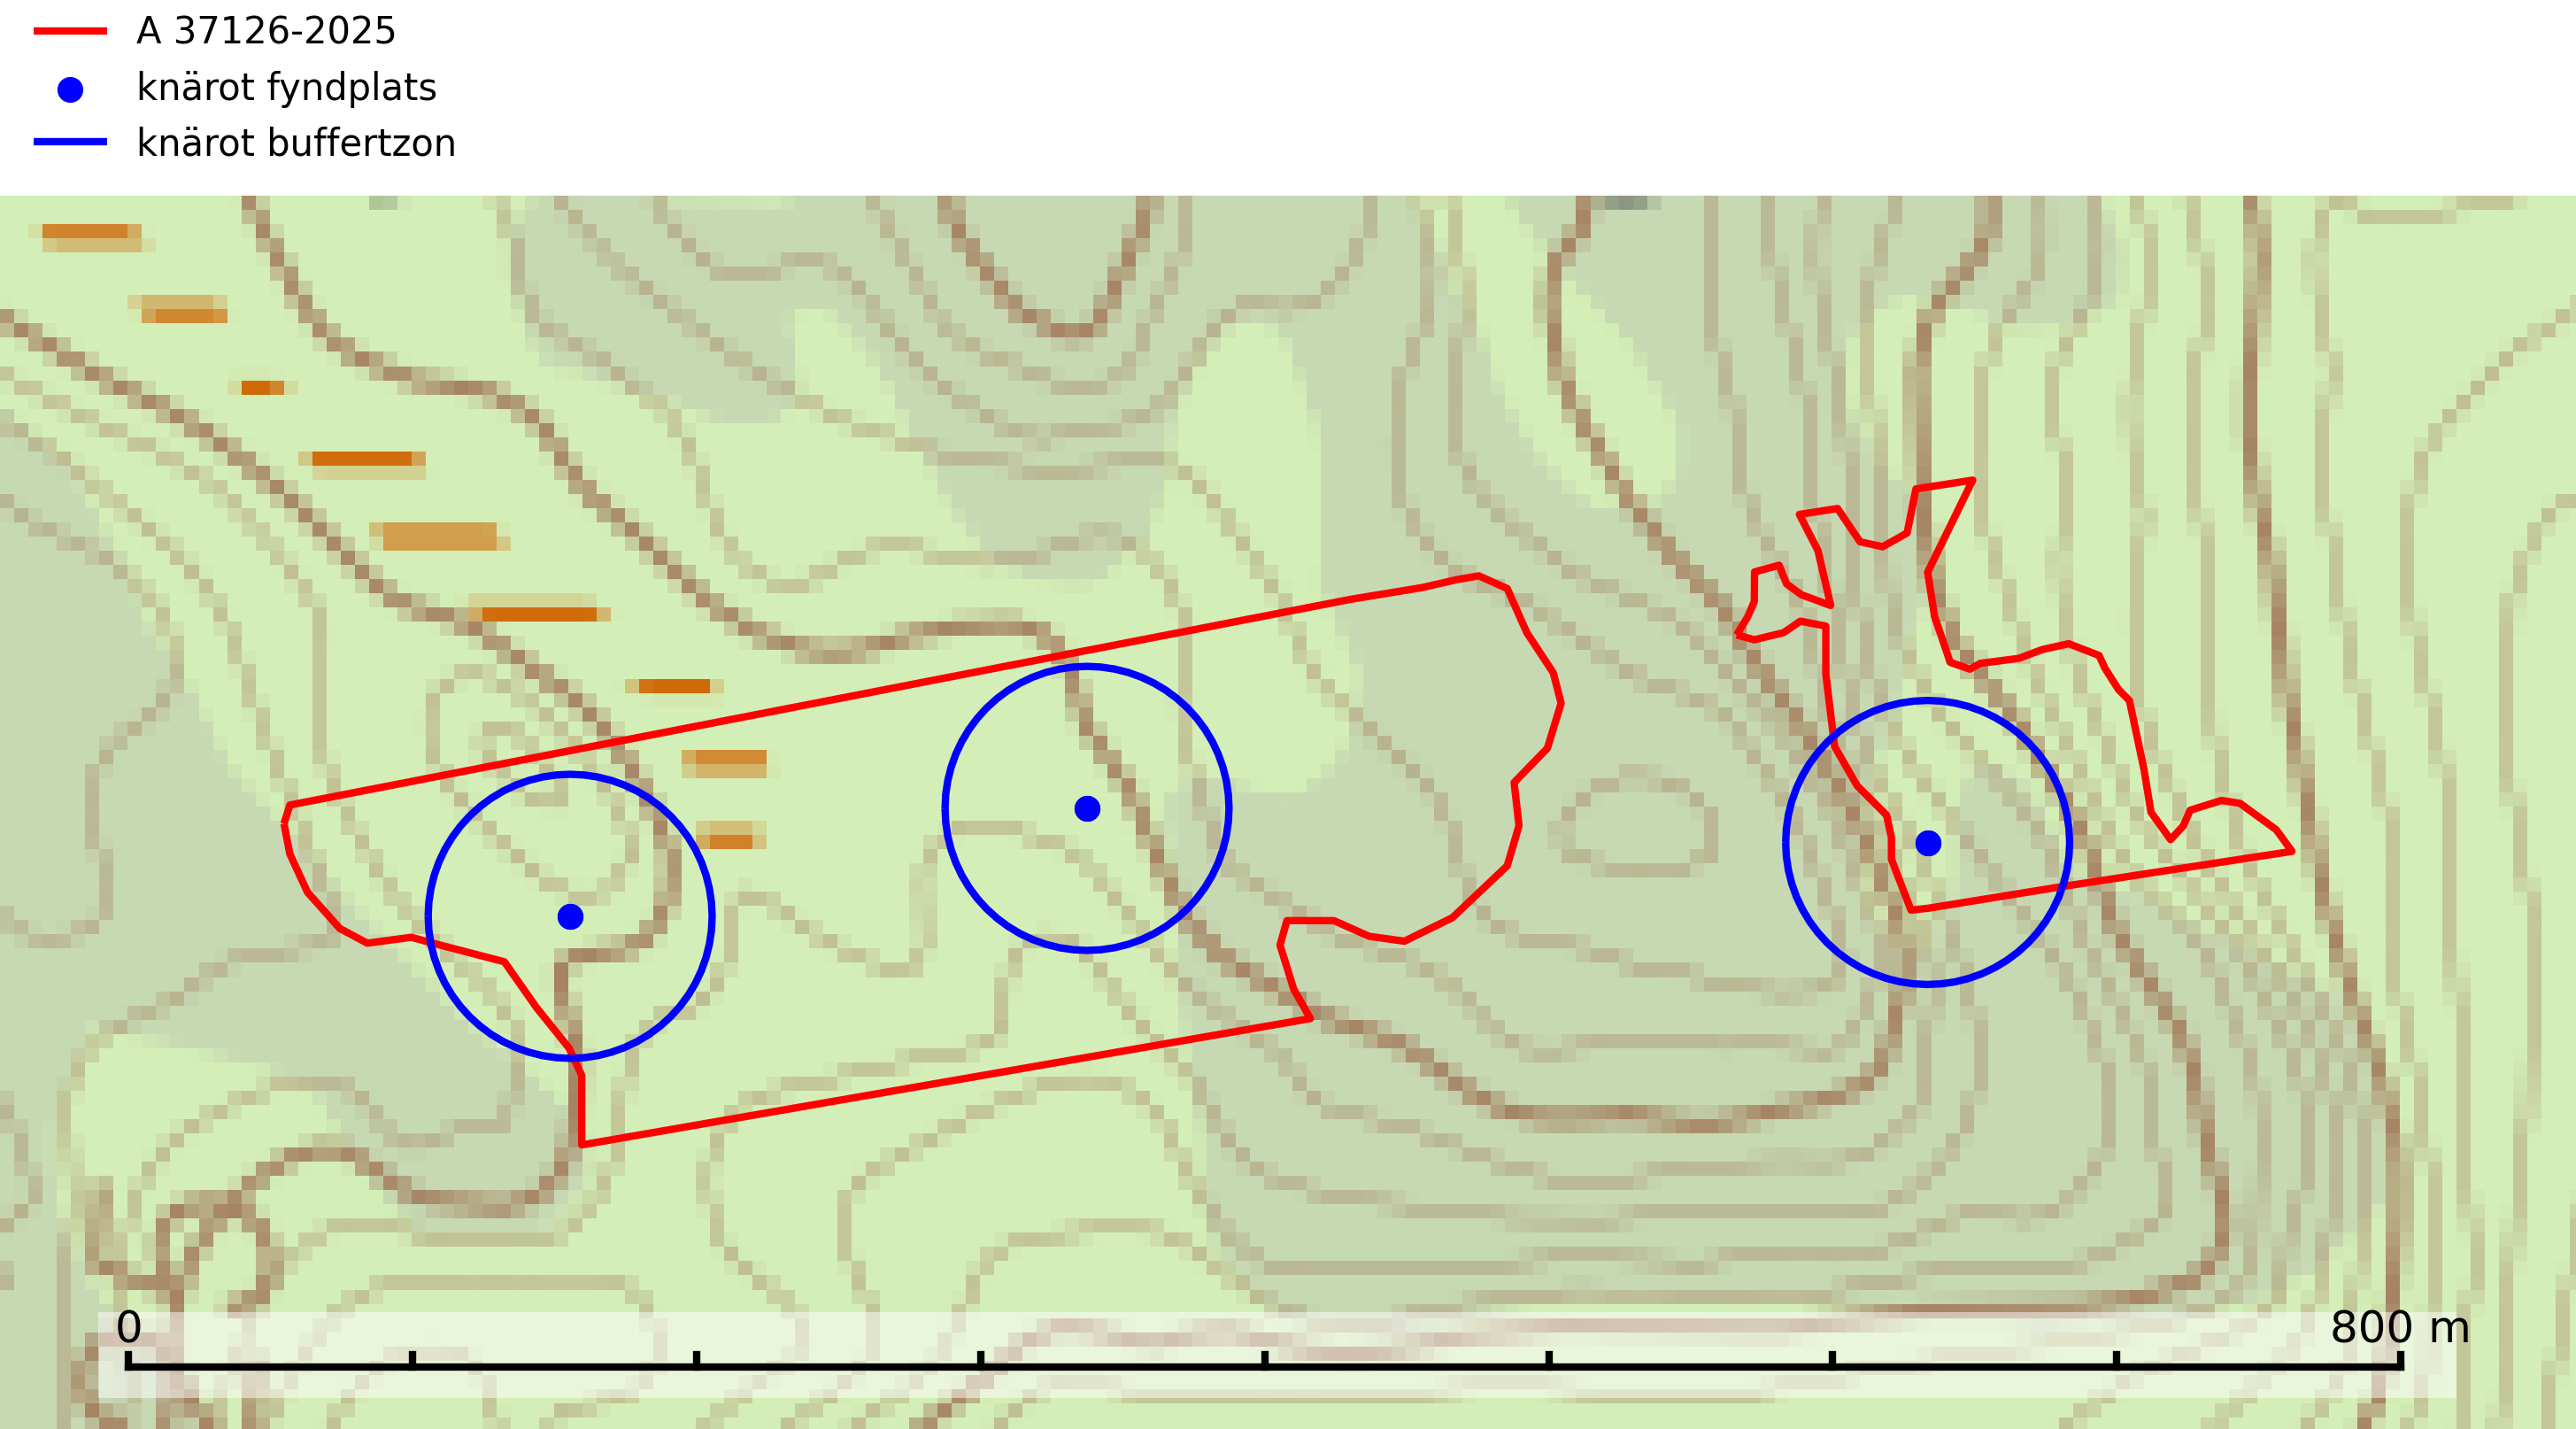 A 37126-2025
knärot fyndplats
knärot buffertzon
0 800 m